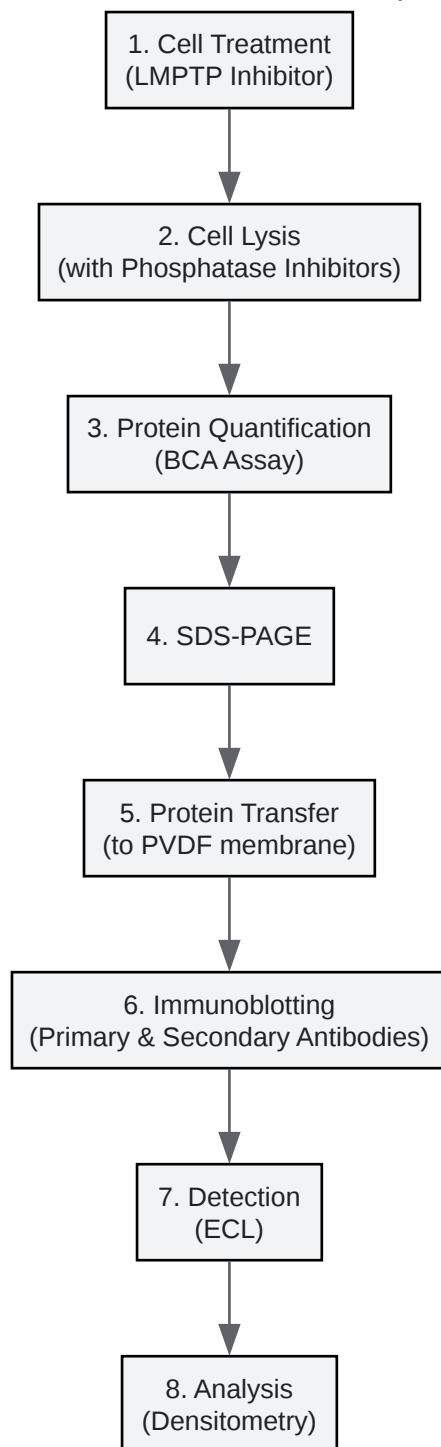 1. Cell Treatment
(LMPTP Inhibitor)
2. Cell Lysis
(with Phosphatase Inhibitors)
3. Protein Quantification
(BCA Assay)
4. SDS-PAGE
5. Protein Transfer
(to PVDF membrane)
6. Immunoblotting
(Primary & Secondary Antibodies)
7. Detection
(ECL)
8. Analysis
(Densitometry)